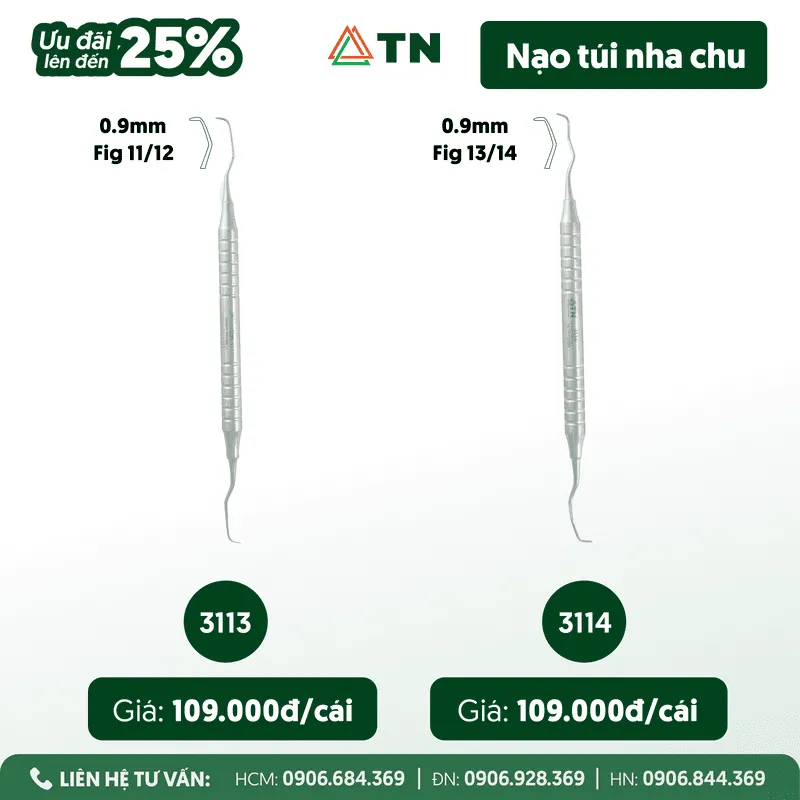 Ưu đãi
lên đến
25%
TN
Nạo túi nha chu
0.9mm
Fig 11/12
0.9mm
Fig 13/14
ATN
3113
3114
Giá: 109.000đ/cái
Giá: 109.000đ/cái
LIÊN HỆ TƯ VẤN: HCM: 0906.684.369 | ĐN: 0906.928.369 | HN: 0906.844.369